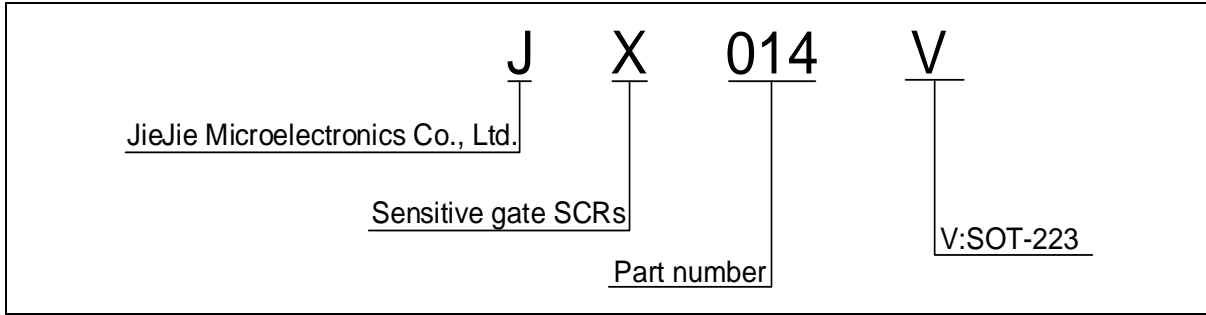 J X 014 V
JieJie Microelectronics Co., Ltd.
Sensitive gate SCRs
V:SOT-223
Part number